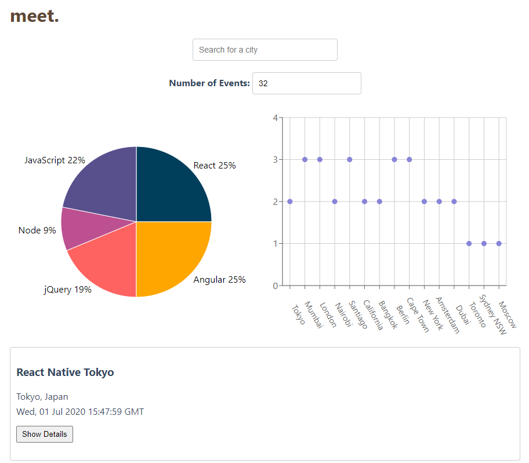 meet.
Search for a city
Number of Events: 32
JavaScript 22%
React 25%
Node 9%
jQuery 19%
Angular 25%
4
3
2
1
0
Tokyo
Mumbai
London
Nairobi
Santiago
California
Bangkok
Berlin
Cape Town
New York
Amsterdam
Dubai
Toronto
Sydney NSW
Moscow
React Native Tokyo
Tokyo, Japan
Wed, 01 Jul 2020 15:47:59 GMT
Show Details